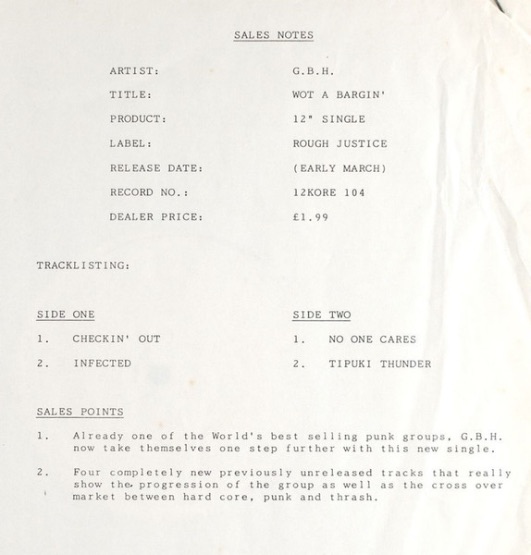 SALES NOTES
ARTIST: G.B.H.
TITLE: WOT A BARGIN'
PRODUCT: 12" SINGLE
LABEL: ROUGH JUSTICE
RELEASE DATE: (EARLY MARCH)
RECORD NO.: 12KORE 104
DEALER PRICE: £1.99
TRACKLISTING:
SIDE ONE SIDE TWO
1. CHECKIN' OUT 1. NO ONE CARES
2. INFECTED 2. TIPUKI THUNDER
SALES POINTS
1. Already one of the World's best selling punk groups, G.B.H.
now take themselves one step further with this new single.
2. Four completely new previously unreleased tracks that really
show the progression of the group as well as the cross over
market between hard core, punk and thrash.